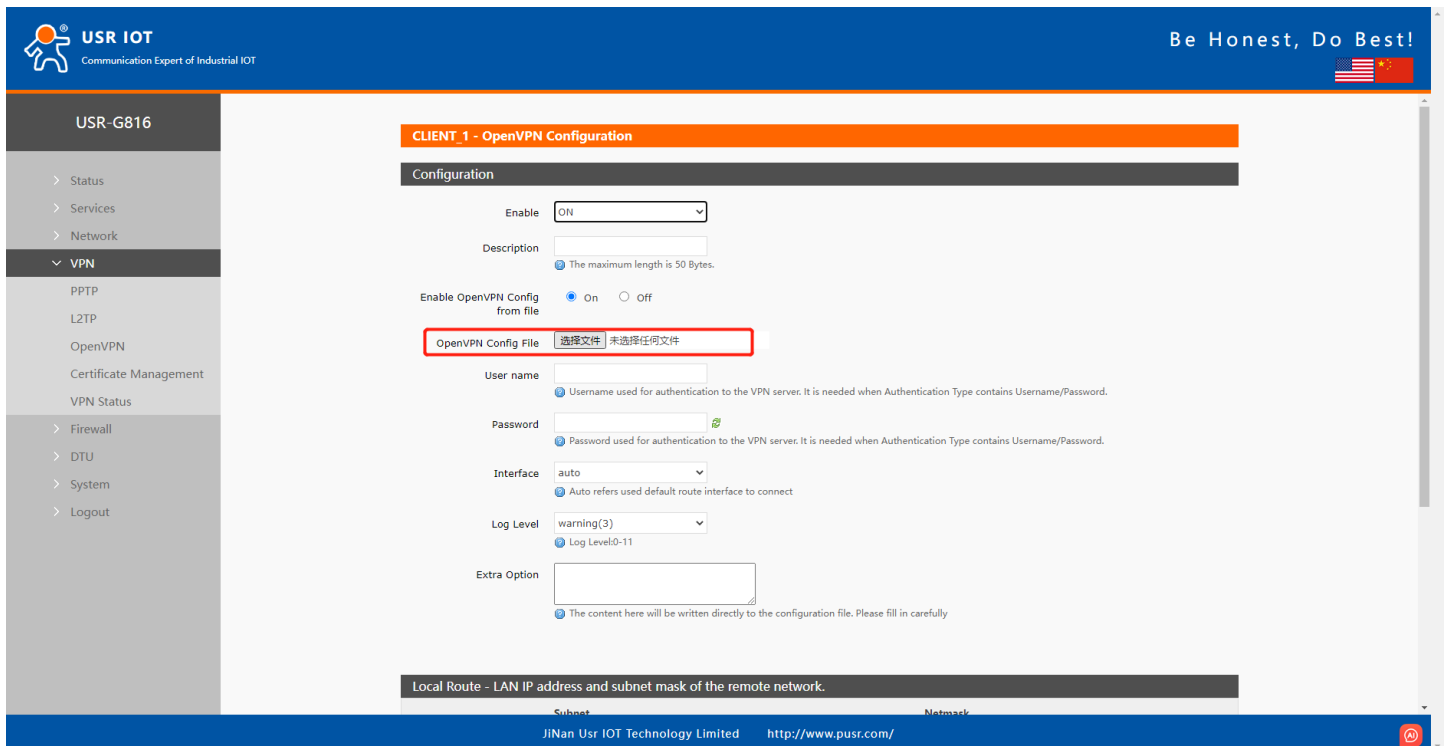 USR IOT
Communication Expert of Industrial IOT
Be Honest, Do Best!
USR-G816
Status
Services
Network
VPN
PPTP
L2TP
OpenVPN
Certificate Management
VPN Status
Firewall
DTU
System
Logout
CLIENT_1 - OpenVPN Configuration
Configuration
Enable ON
Description
The maximum length is 50 Bytes.
Enable OpenVPN Config from file On Off
OpenVPN Config File 选择文件 未选择任何文件
User name
Username used for authentication to the VPN server. It is needed when Authentication Type contains Username/Password.
Password
Password used for authentication to the VPN server. It is needed when Authentication Type contains Username/Password.
Interface auto
Auto refers used default route interface to connect
Log Level warning(3)
Log Level:0-11
Extra Option
The content here will be written directly to the configuration file. Please fill in carefully
Local Route - LAN IP address and subnet mask of the remote network.
Subnet Netmask
JiNan Usr IOT Technology Limited http://www.pusr.com/